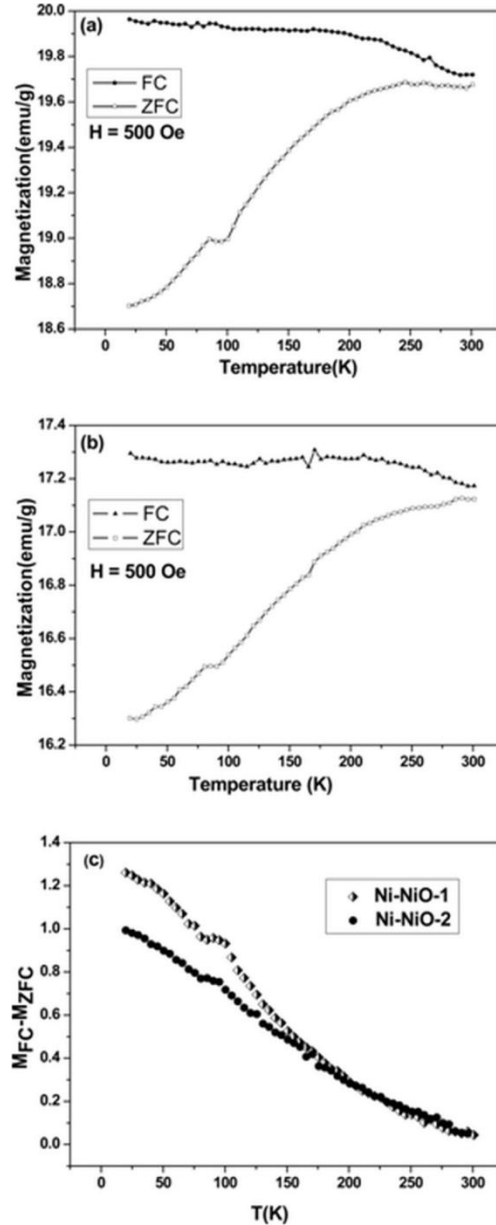 (a)
Magnetization(emu/g)
20.0
19.8
19.6
19.4
19.2
19.0
18.8
18.6
FC
ZFC
H = 500 Oe
0 50 100 150 200 250 300
Temperature(K)
(b)
Magnetization(emu/g)
17.4
17.2
17.0
16.8
16.6
16.4
16.2
FC
ZFC
H = 500 Oe
0 50 100 150 200 250 300
Temperature (K)
(c)
MFC-MZFC
1.4
1.2
1.0
0.8
0.6
0.4
0.2
0.0
Ni-NiO-1
Ni-NiO-2
0 50 100 150 200 250 300
T(K)